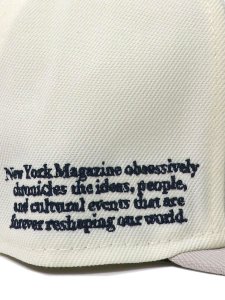 New York Magazine obsessively
chronicles the ideas, people,
and cultural events that are
forever reshaping our world.